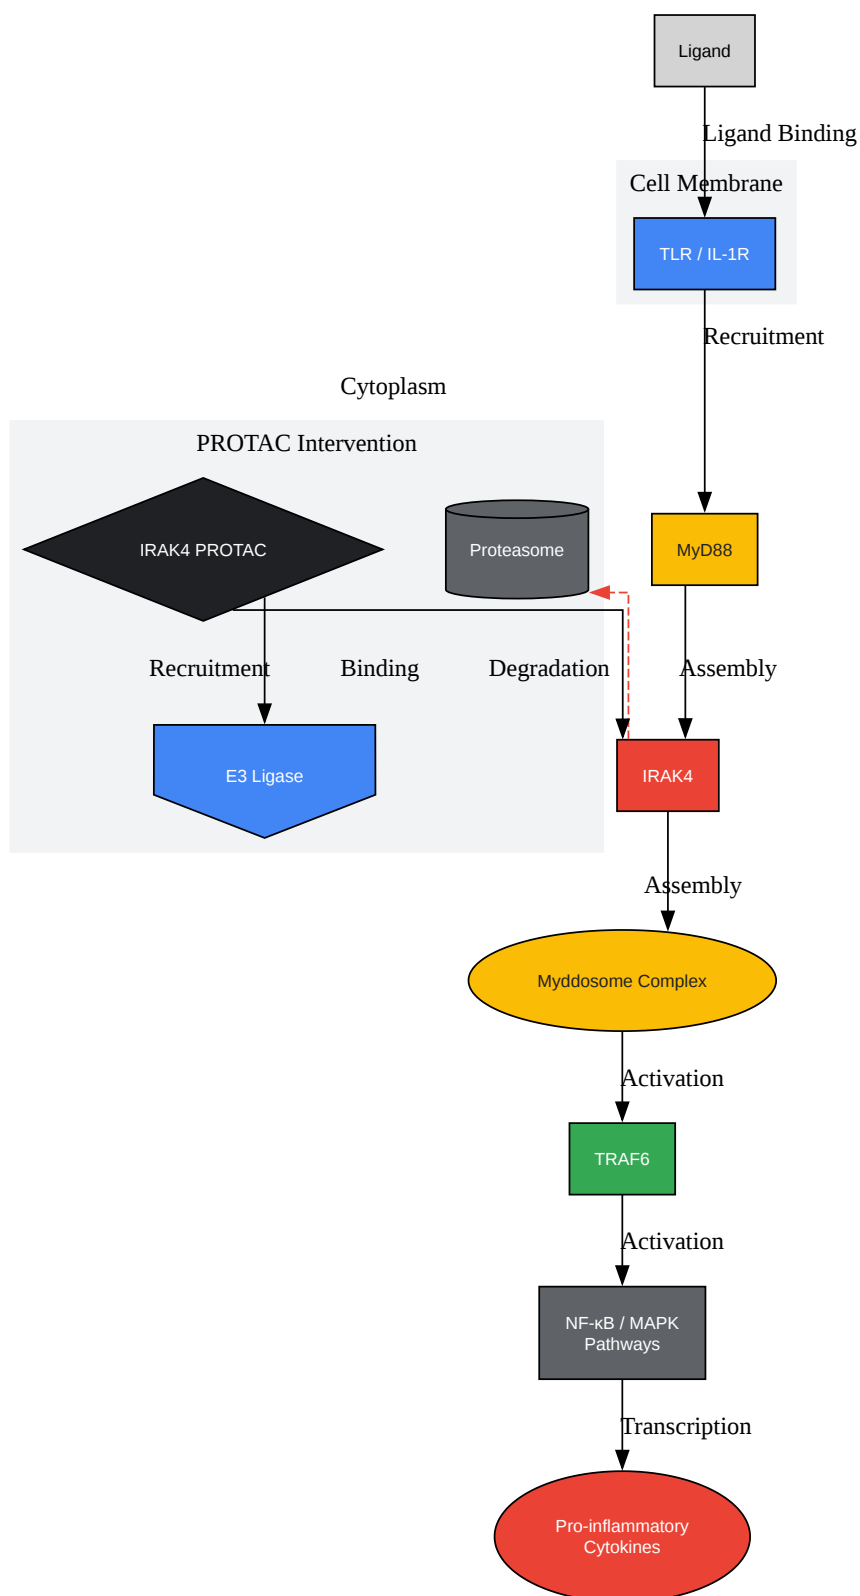 Ligand
Ligand Binding
Cell Membrane
TLR / IL-1R
Recruitment
Cytoplasm
PROTAC Intervention
IRAK4 PROTAC
Proteasome
MyD88
Recruitment
Binding
Degradation
Assembly
E3 Ligase
IRAK4
Assembly
Myddosome Complex
Activation
TRAF6
Activation
NF-κB / MAPK
Pathways
Transcription
Pro-inflammatory
Cytokines